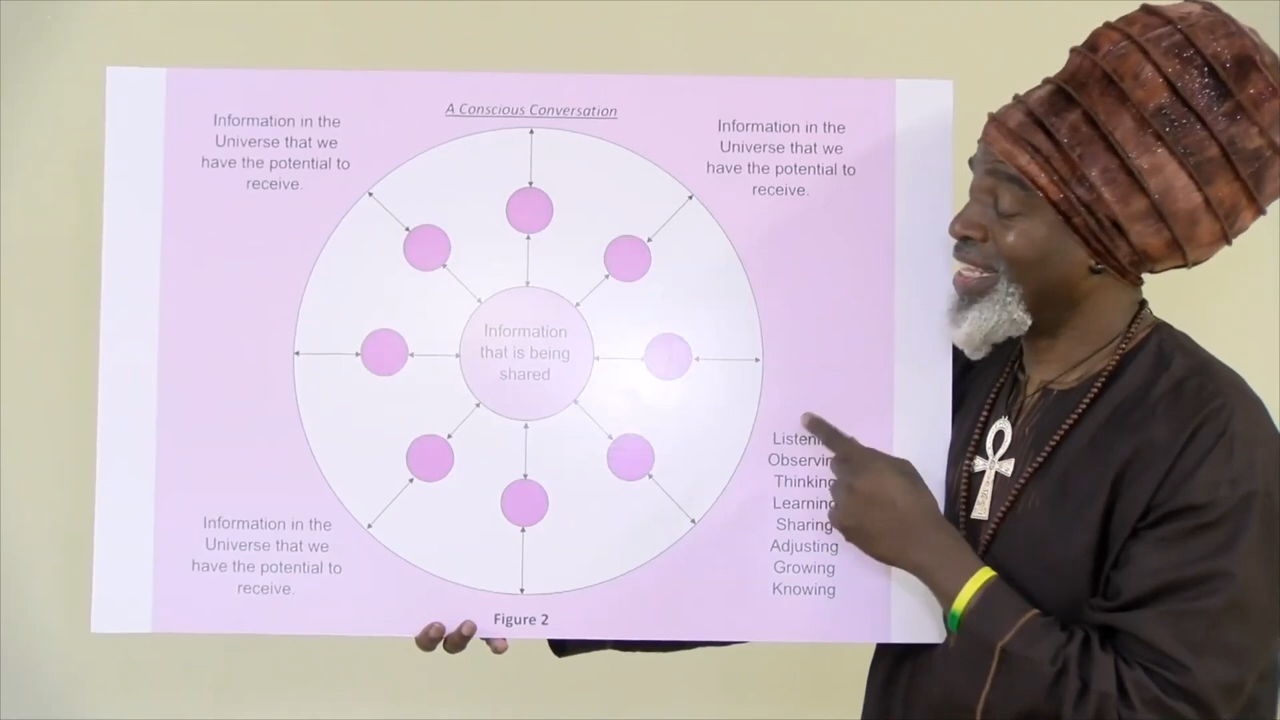 A Conscious Conversation
Information in the
Universe that we
have the potential to
receive.
Information in the
Universe that we
have the potential to
receive.
Information
that is being
shared
Information in the
Universe that we
have the potential to
receive.
Thinking
Learning
Sharing
Adjusting
Growing
Knowing
Figure 2